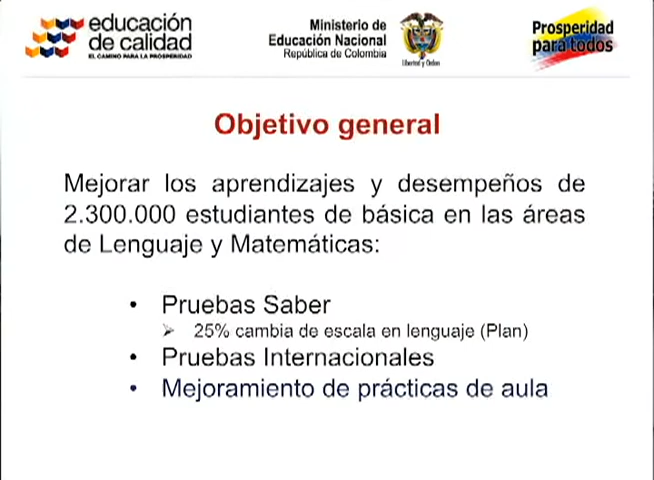 educación
de calidad
EL CAMINO PARA LA PROSPERIDAD
Ministerio de
Educación Nacional
República de Colombia
Libertad y Orden
Prosperidad
para todos
Objetivo general
Mejorar los aprendizajes y desempeños de
2.300.000 estudiantes de básica en las áreas
de Lenguaje y Matemáticas:
• Pruebas Saber
➢ 25% cambia de escala en lenguaje (Plan)
• Pruebas Internacionales
• Mejoramiento de prácticas de aula